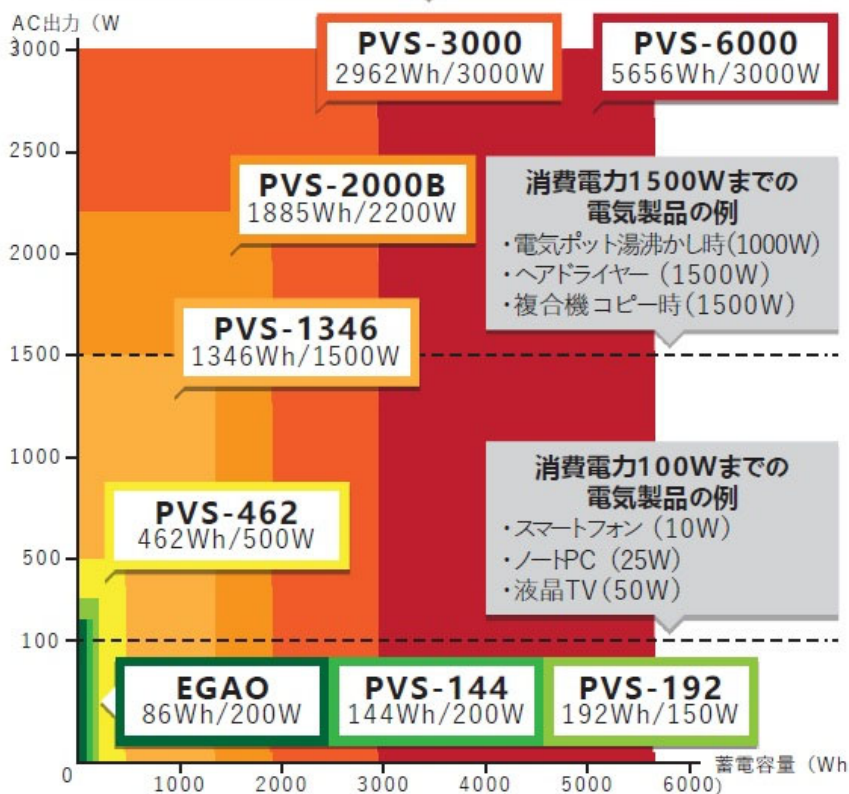 AC出力（W
）
3000
2500
2000
1500
1000
500
100
0
PVS-3000
2962Wh/3000W
PVS-6000
5656Wh/3000W
PVS-2000B
1885Wh/2200W
消費電力1500Wまでの
電気製品の例
・電気ポット湯沸かし時(1000W)
・ヘアドライヤー（1500W）
・複合機コピー時(1500W)
PVS-1346
1346Wh/1500W
消費電力100Wまでの
電気製品の例
・スマートフォン（10W）
・ノートPC（25W）
・液晶TV(50W)
PVS-462
462Wh/500W
EGAO
86Wh/200W
PVS-144
144Wh/200W
PVS-192
192Wh/150W
1000
2000
3000
4000
5000
6000
蓄電容量（Wh
）